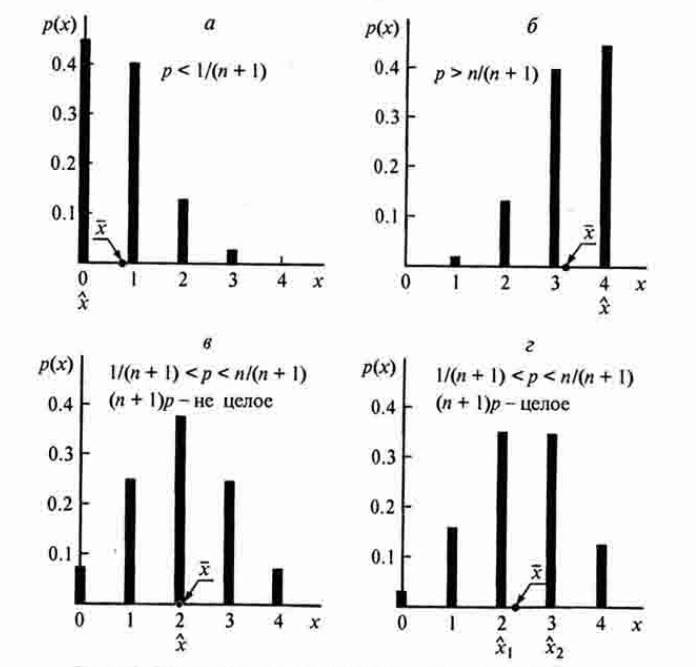 p(x)
а
p < 1/(n + 1)
0.4
0.3
0.2
0.1
x̄
0 1 2 3 4 x
x̂
p(x)
б
p > n/(n + 1)
0.4
0.3
0.2
0.1
x̄
0 1 2 3 4 x
x̂
p(x)
в
1/(n + 1) < p < n/(n + 1)
(n + 1)p – не целое
0.4
0.3
0.2
0.1
x̄
0 1 2 3 4 x
x̂
p(x)
г
1/(n + 1) < p < n/(n + 1)
(n + 1)p – целое
0.4
0.3
0.2
0.1
x̄
0 1 2 3 4 x
x̂₁ x̂₂